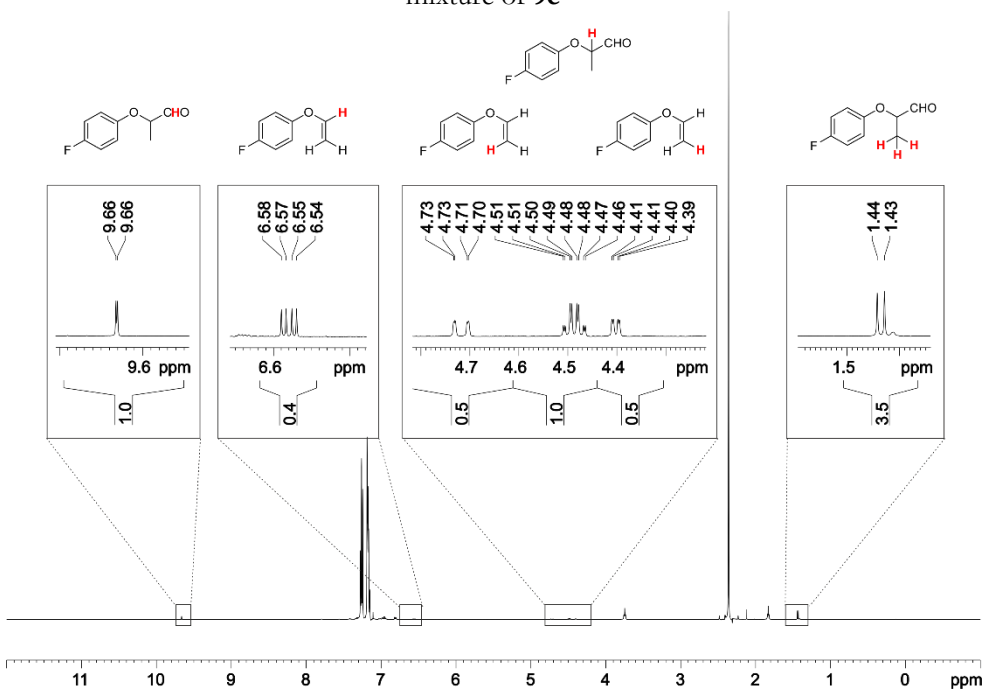 mixture of 9e
H
O
CHO
F
O
CHO
F
O
H
H
H
F
O
H
H
H
F
O
H
H
H
F
O
CHO
H
H
H
F
9.66
9.66
6.58
6.57
6.55
6.54
4.73
4.73
4.71
4.70
4.51
4.51
4.50
4.49
4.48
4.48
4.47
4.46
4.41
4.41
4.40
4.39
1.44
1.43
9.6 ppm
6.6 ppm
4.7 4.6 4.5 4.4 ppm
1.5 ppm
1.0
0.4
0.5
1.0
0.5
3.5
11 10 9 8 7 6 5 4 3 2 1 0 ppm